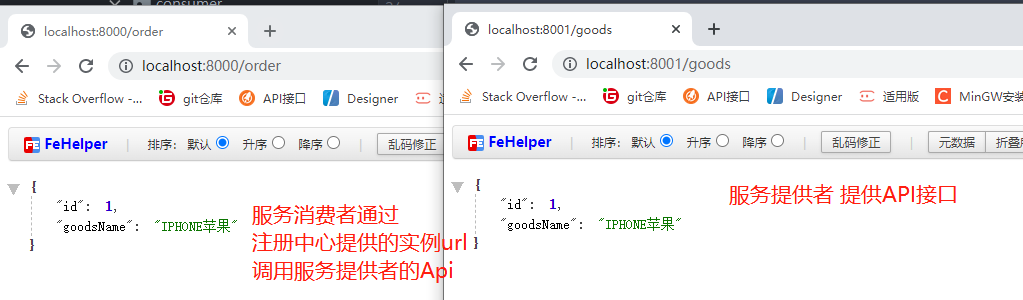 consumer
localhost:8000/order
localhost:8000/order
Stack Overflow -...
git仓库
API接口
Designer
适用版
FeHelper
排序:
默认
升序
降序
乱码修正
{
"id": 1,
"goodsName": "IPHONE苹果"
}
服务消费者通过
注册中心提供的实例url
调用服务提供者的Api
localhost:8001/goods
localhost:8001/goods
Stack Overflow -...
git仓库
API接口
Designer
适用版
MinGW安装
FeHelper
排序:
默认
升序
降序
乱码修正
元数据
{
"id": 1,
"goodsName": "IPHONE苹果"
}
服务提供者 提供API接口